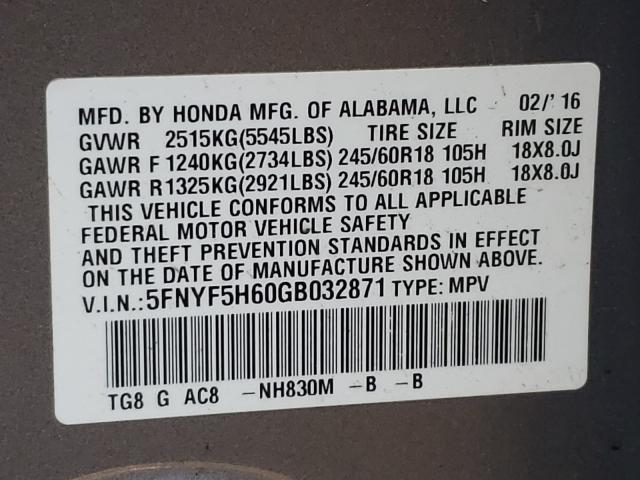 MFD. BY HONDA MFG. OF ALABAMA, LLC 02/' 16
GVWR 2515KG(5545LBS) TIRE SIZE RIM SIZE
GAWR F 1240KG(2734LBS) 245/60R18 105H 18X8.0J
GAWR R 1325KG(2921LBS) 245/60R18 105H 18X8.0J
THIS VEHICLE CONFORMS TO ALL APPLICABLE
FEDERAL MOTOR VEHICLE SAFETY
AND THEFT PREVENTION STANDARDS IN EFFECT
ON THE DATE OF MANUFACTURE SHOWN ABOVE.
V.I.N.: 5FNYF5H60GB032871 TYPE: MPV
TG8 G AC8 -NH830M -B -B